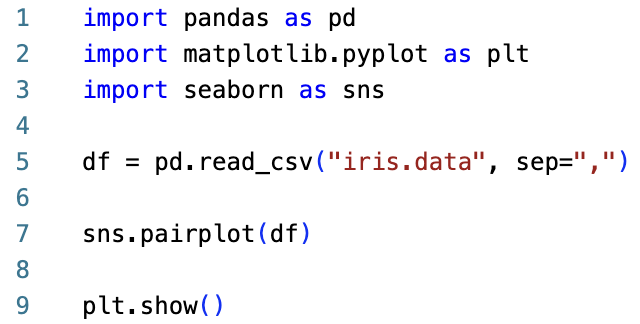 1 import pandas as pd
2 import matplotlib.pyplot as plt
3 import seaborn as sns
4
5 df = pd.read_csv("iris.data", sep=",")
6
7 sns.pairplot(df)
8
9 plt.show()